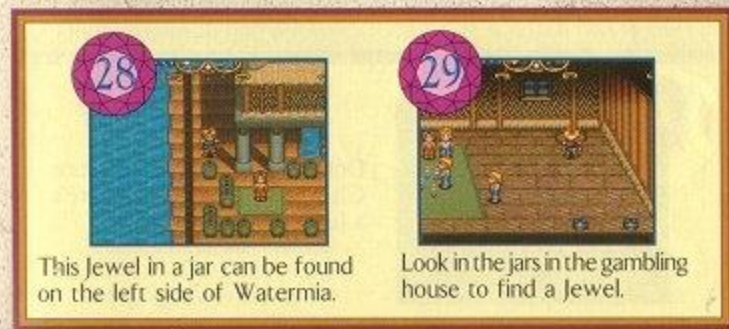 28
29
This Jewel in a jar can be found
on the left side of Watermia.
Look in the jars in the gambling
house to find a Jewel.